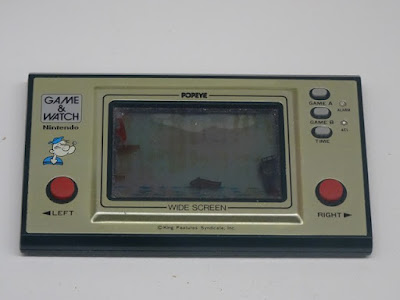 GAME
& WATCH
Nintendo
POPEYE
GAME A
ALARM
GAME B
ACL
TIME
◄LEFT
WIDE SCREEN
RIGHT►
©King Features Syndicate, Inc.